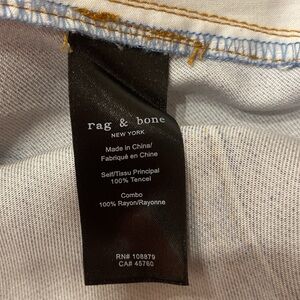 rag & bone
NEW YORK
Made in China/
Fabriqué en Chine
Self/Tissu Principal
100% Tencel
Combo
100% Rayon/Rayonne
RN# 108879
CA# 45760